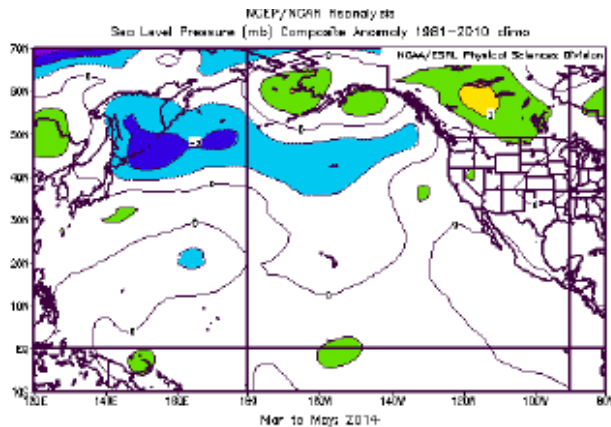 NCEP/NCAR Reanalysis
Sea Level Pressure (mb) Composite Anomaly 1981-2010 climo
NOAA/ESRL Physical Sciences Division
70N
60N
50N
40N
30N
20N
10N
EQ
10S
120E 140E 160E 180 160W 140W 120W 100W 80W
Mar to May: 2014